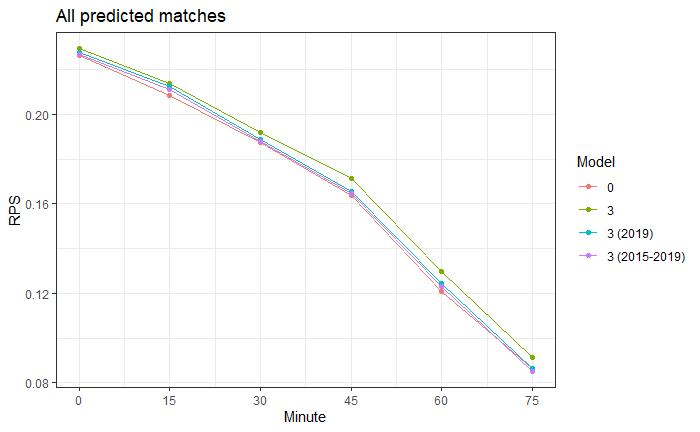 All predicted matches
RPS
0.20
0.16
0.12
0.08
0 15 30 45 60 75
Minute
Model
0
3
3 (2019)
3 (2015-2019)